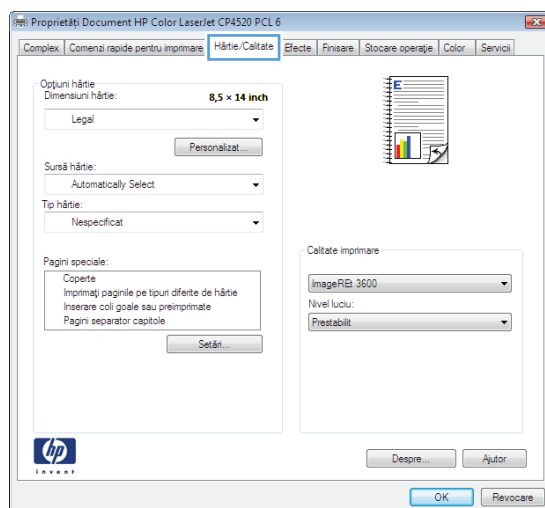 Proprietăți Document HP Color LaserJet CP4520 PCL 6
Complex Comenzi rapide pentru imprimare Hârtie/Calitate Efecte Finisare Stocare operație Color Servicii
Opțiuni hârtie
Dimensiuni hârtie: 8,5 × 14 inch
Legal
Personalizat...
Sursă hârtie:
Automatically Select
Tip hârtie:
Nespecificat
Pagini speciale:
Coperte
Imprimați paginile pe tipuri diferite de hârtie
Inserare coli goale sau preimprimate
Pagini separator capitole
Setări...
E
Calitate imprimare
ImageREt 3600
Nivel luciu:
Prestabilit
hp
invent
Despre... Ajutor
OK Revocare